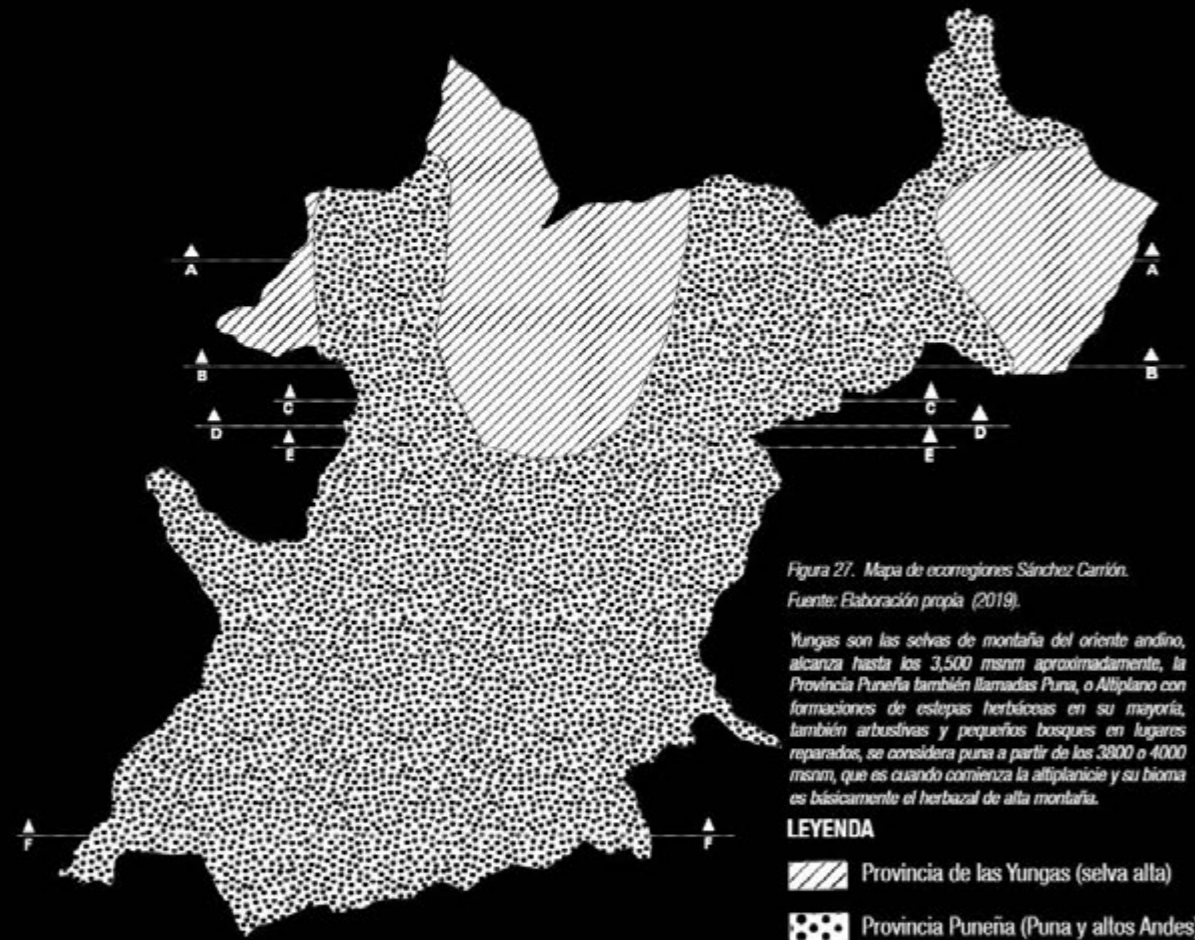 A A
B B
C C
D D
E E
F F
Figura 27. Mapa de ecorregiones Sánchez Carrión.
Fuente: Elaboración propia (2019).
Yungas son las selvas de montaña del oriente andino,
alcanza hasta los 3,500 msnm aproximadamente, la
Provincia Puneña también llamadas Puna, o Altiplano con
formaciones de estepas herbáceas en su mayoría,
también arbustivas y pequeños bosques en lugares
reparados, se considera puna a partir de los 3800 o 4000
msnm, que es cuando comienza la altiplanicie y su bioma
es básicamente el herbazal de alta montaña.
LEYENDA
Provincia de las Yungas (selva alta)
Provincia Puneña (Puna y altos Andes